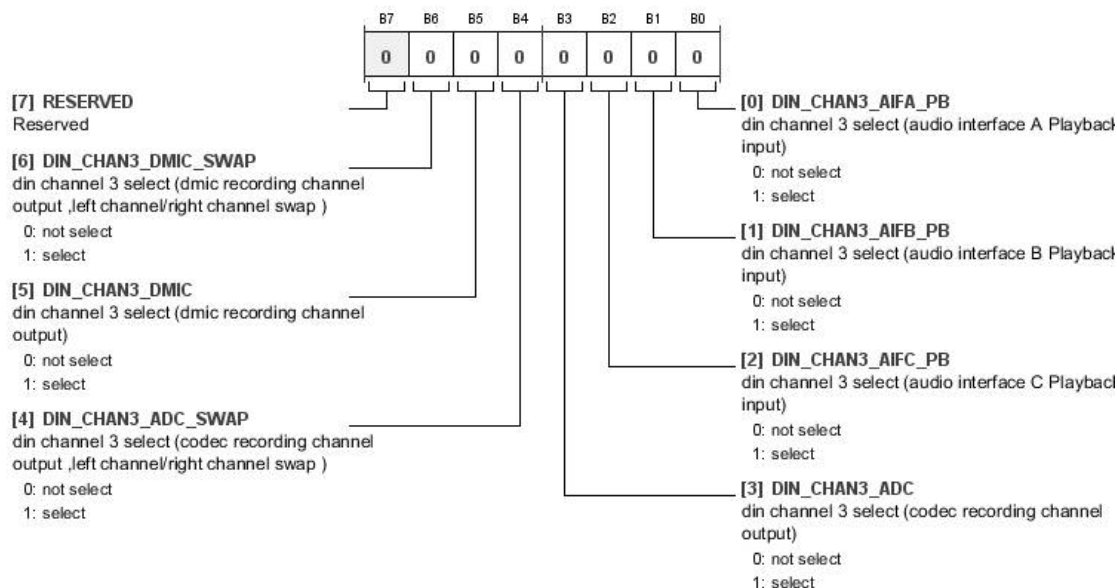 B7 B6 B5 B4 B3 B2 B1 B0
0 0 0 0 0 0 0 0
[7] RESERVED
Reserved
[6] DIN_CHAN3_DMIC_SWAP
din channel 3 select (dmic recording channel
output ,left channel/right channel swap )
0: not select
1: select
[5] DIN_CHAN3_DMIC
din channel 3 select (dmic recording channel
output)
0: not select
1: select
[4] DIN_CHAN3_ADC_SWAP
din channel 3 select (codec recording channel
output ,left channel/right channel swap )
0: not select
1: select
[0] DIN_CHAN3_AIFA_PB
din channel 3 select (audio interface A Playback
input)
0: not select
1: select
[1] DIN_CHAN3_AIFB_PB
din channel 3 select (audio interface B Playback
input)
0: not select
1: select
[2] DIN_CHAN3_AIFC_PB
din channel 3 select (audio interface C Playback
input)
0: not select
1: select
[3] DIN_CHAN3_ADC
din channel 3 select (codec recording channel
output)
0: not select
1: select